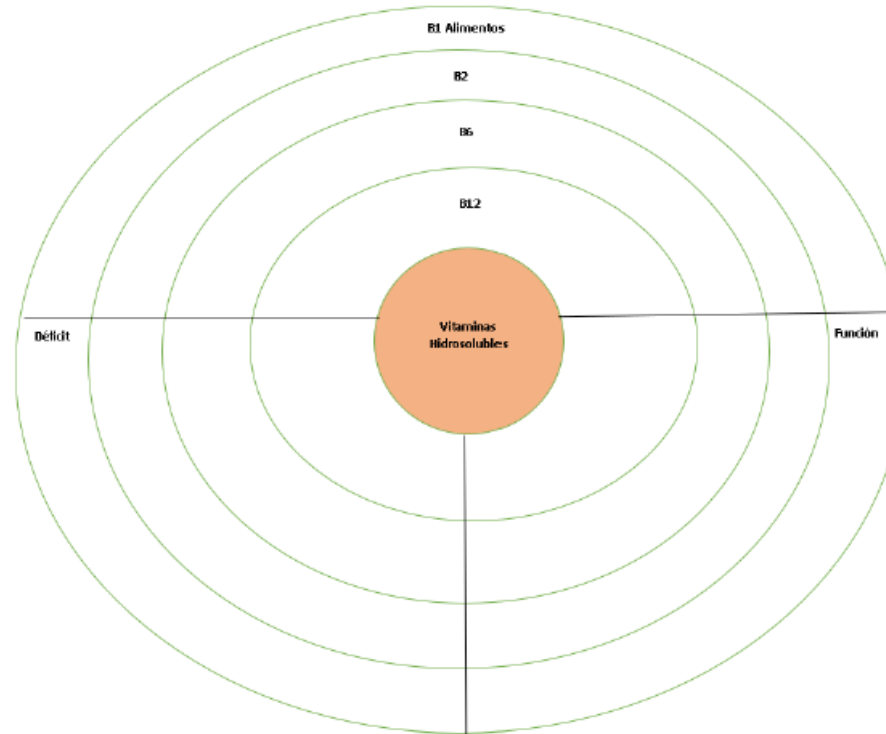 B1 Alimentos
B2
B6
B12
Vitaminas
Hidrosolubles
Déficit
Función